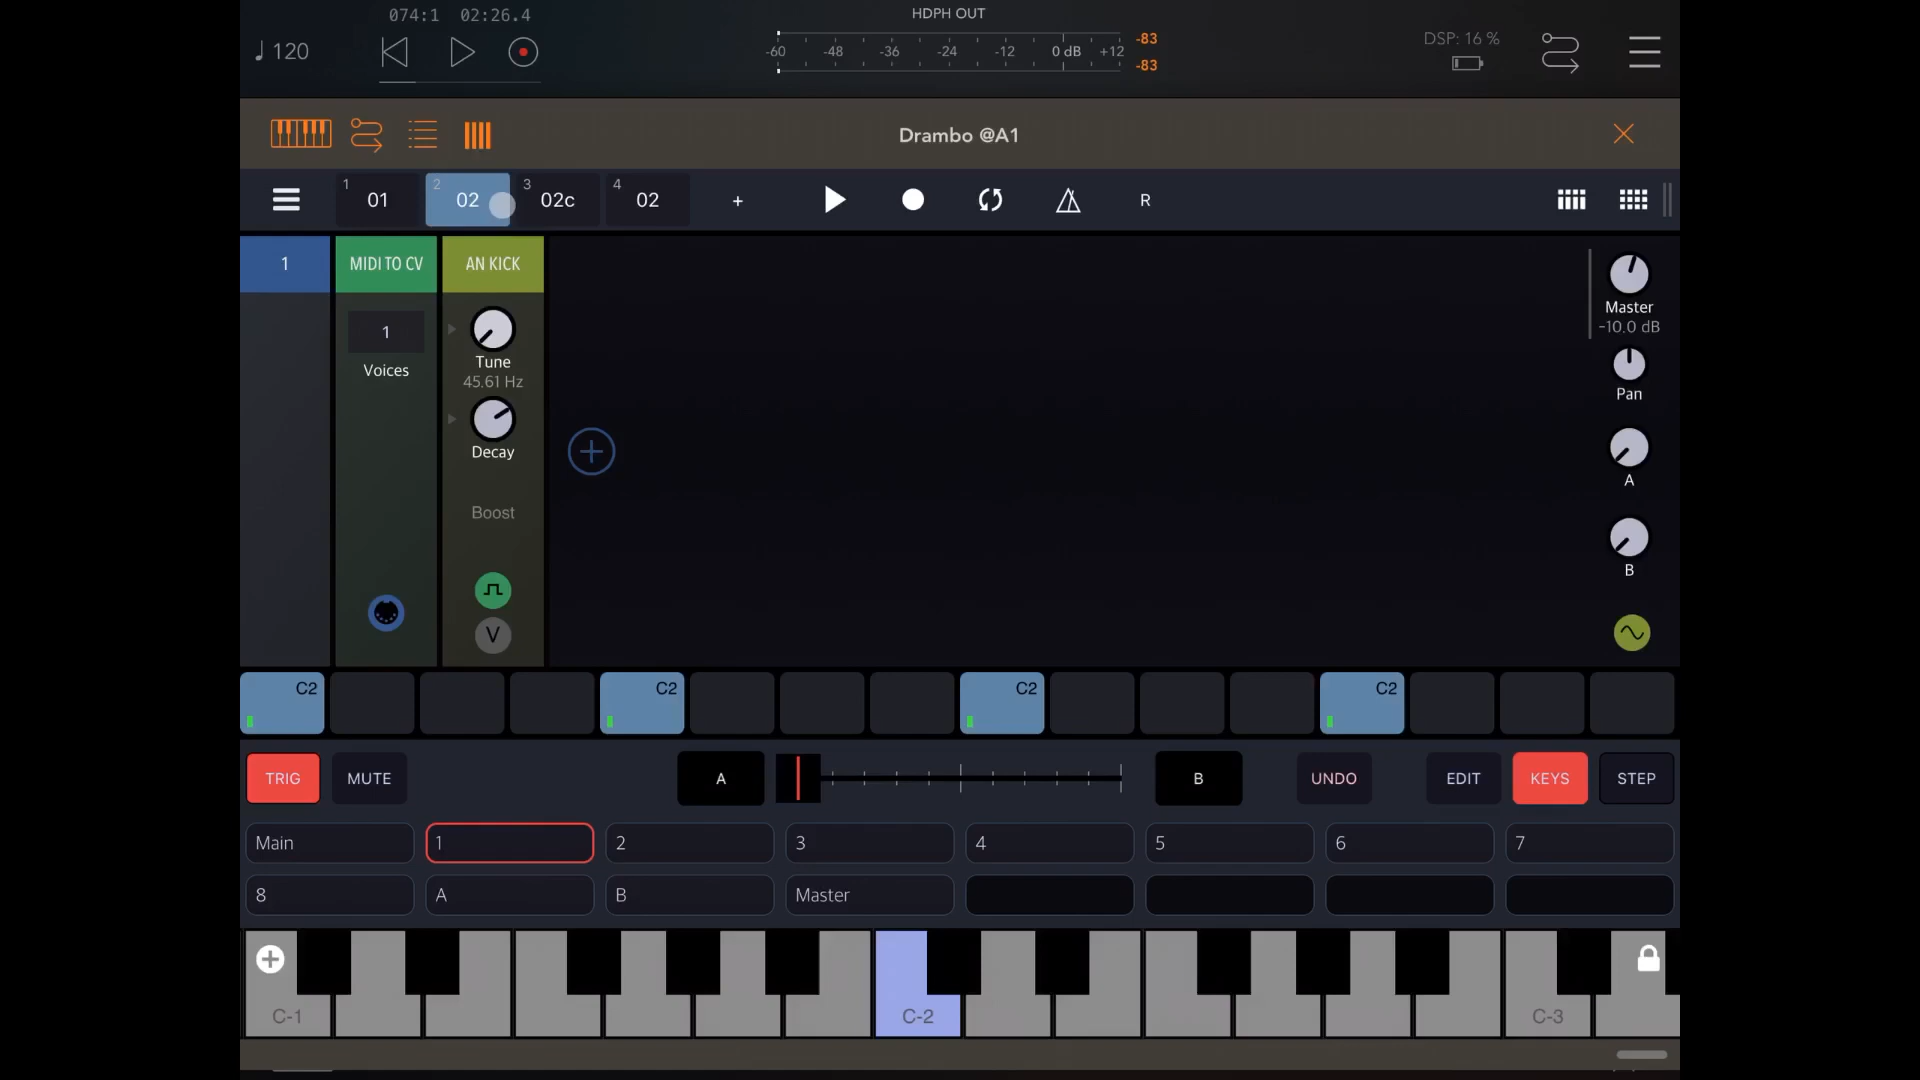 074:1 02:26.4
HDPH OUT
♩ 120
-60 -48 -36 -24 -12 0 dB +12
-83
-83
DSP: 16 %
Drambo @A1
1 01
2 02
3 02c
4 02
+
R
1
MIDI TO CV
AN KICK
1
Voices
Tune
45.61 Hz
Decay
Boost
V
Master
-10.0 dB
Pan
A
B
C2 C2 C2 C2
TRIG MUTE A B UNDO EDIT KEYS STEP
Main 1 2 3 4 5 6 7
8 A B Master
C-1 C-2 C-3